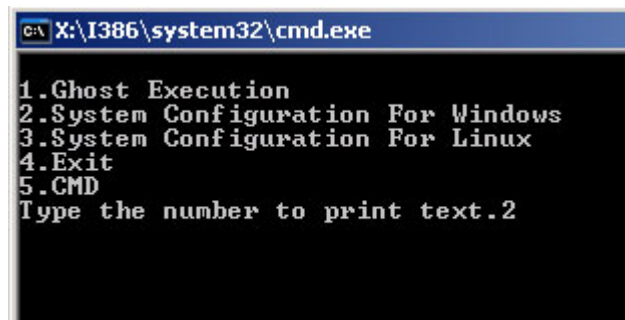 X:\I386\system32\cmd.exe
1.Ghost Execution
2.System Configuration For Windows
3.System Configuration For Linux
4.Exit
5.CMD
Type the number to print text.2